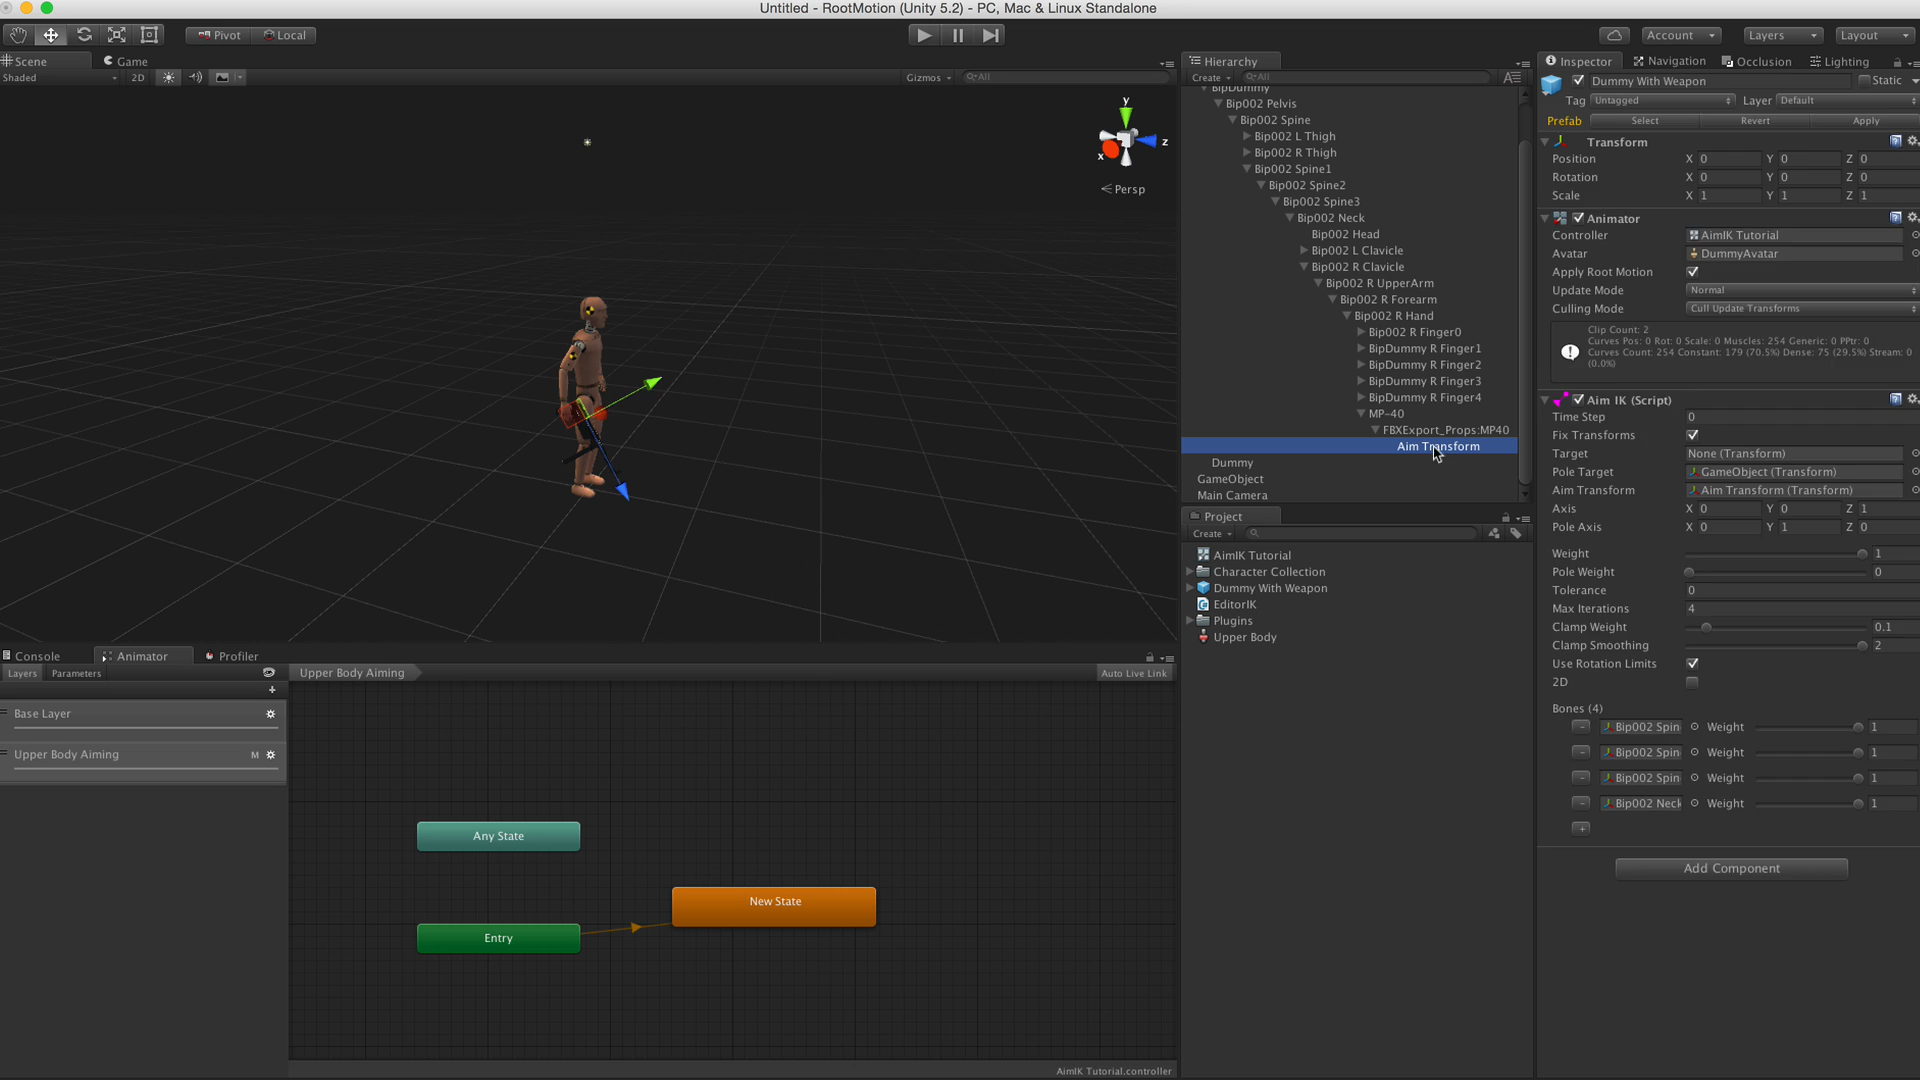 Untitled - RootMotion (Unity 5.2) - PC, Mac & Linux Standalone
Pivot Local
Account Layers Layout
Scene Game
Shaded 2D Gizmos All
y
x z
Persp
Hierarchy
Create All
BipDummy
Bip002 Pelvis
Bip002 Spine
Bip002 L Thigh
Bip002 R Thigh
Bip002 Spine1
Bip002 Spine2
Bip002 Spine3
Bip002 Neck
Bip002 Head
Bip002 L Clavicle
Bip002 R Clavicle
Bip002 R UpperArm
Bip002 R Forearm
Bip002 R Hand
Bip002 R Finger0
BipDummy R Finger1
BipDummy R Finger2
BipDummy R Finger3
BipDummy R Finger4
MP-40
FBXExport_Props:MP40
Aim Transform
Dummy
GameObject
Main Camera
Project
Create
AimIK Tutorial
Character Collection
Dummy With Weapon
EditorIK
Plugins
Upper Body
Inspector Navigation Occlusion Lighting
Dummy With Weapon Static
Tag Untagged Layer Default
Prefab Select Revert Apply
Transform
Position X 0 Y 0 Z 0
Rotation X 0 Y 0 Z 0
Scale X 1 Y 1 Z 1
Animator
Controller AimIK Tutorial
Avatar DummyAvatar
Apply Root Motion
Update Mode Normal
Culling Mode Cull Update Transforms
Clip Count: 2
Curves Pos: 0 Rot: 0 Scale: 0 Muscles: 254 Generic: 0 PPtr: 0
Curves Count: 254 Constant: 179 (70.5%) Dense: 75 (29.5%) Stream: 0
(0.0%)
Aim IK (Script)
Time Step 0
Fix Transforms
Target None (Transform)
Pole Target GameObject (Transform)
Aim Transform Aim Transform (Transform)
Axis X 0 Y 0 Z 1
Pole Axis X 0 Y 1 Z 0
Weight 1
Pole Weight 0
Tolerance 0
Max Iterations 4
Clamp Weight 0.1
Clamp Smoothing 2
Use Rotation Limits
2D
Bones (4)
Bip002 Spin Weight 1
Bip002 Spin Weight 1
Bip002 Spin Weight 1
Bip002 Neck Weight 1
Add Component
Console Animator Profiler
Layers Parameters
Upper Body Aiming Auto Live Link
Base Layer
Upper Body Aiming M
Any State
New State
Entry
AimIK Tutorial.controller